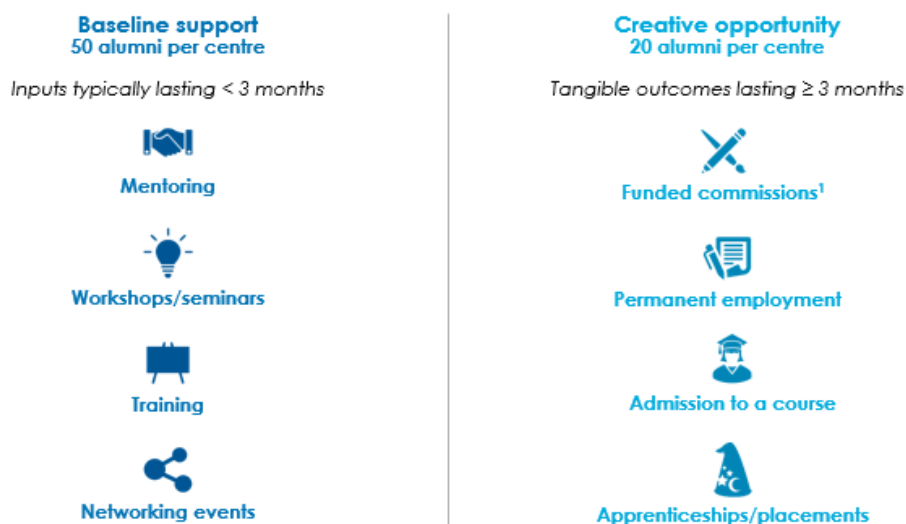 Baseline support
50 alumni per centre
Inputs typically lasting < 3 months
Mentoring
Workshops/seminars
Training
Networking events
Creative opportunity
20 alumni per centre
Tangible outcomes lasting ≥ 3 months
Funded commissions¹
Permanent employment
Admission to a course
Apprenticeships/placements